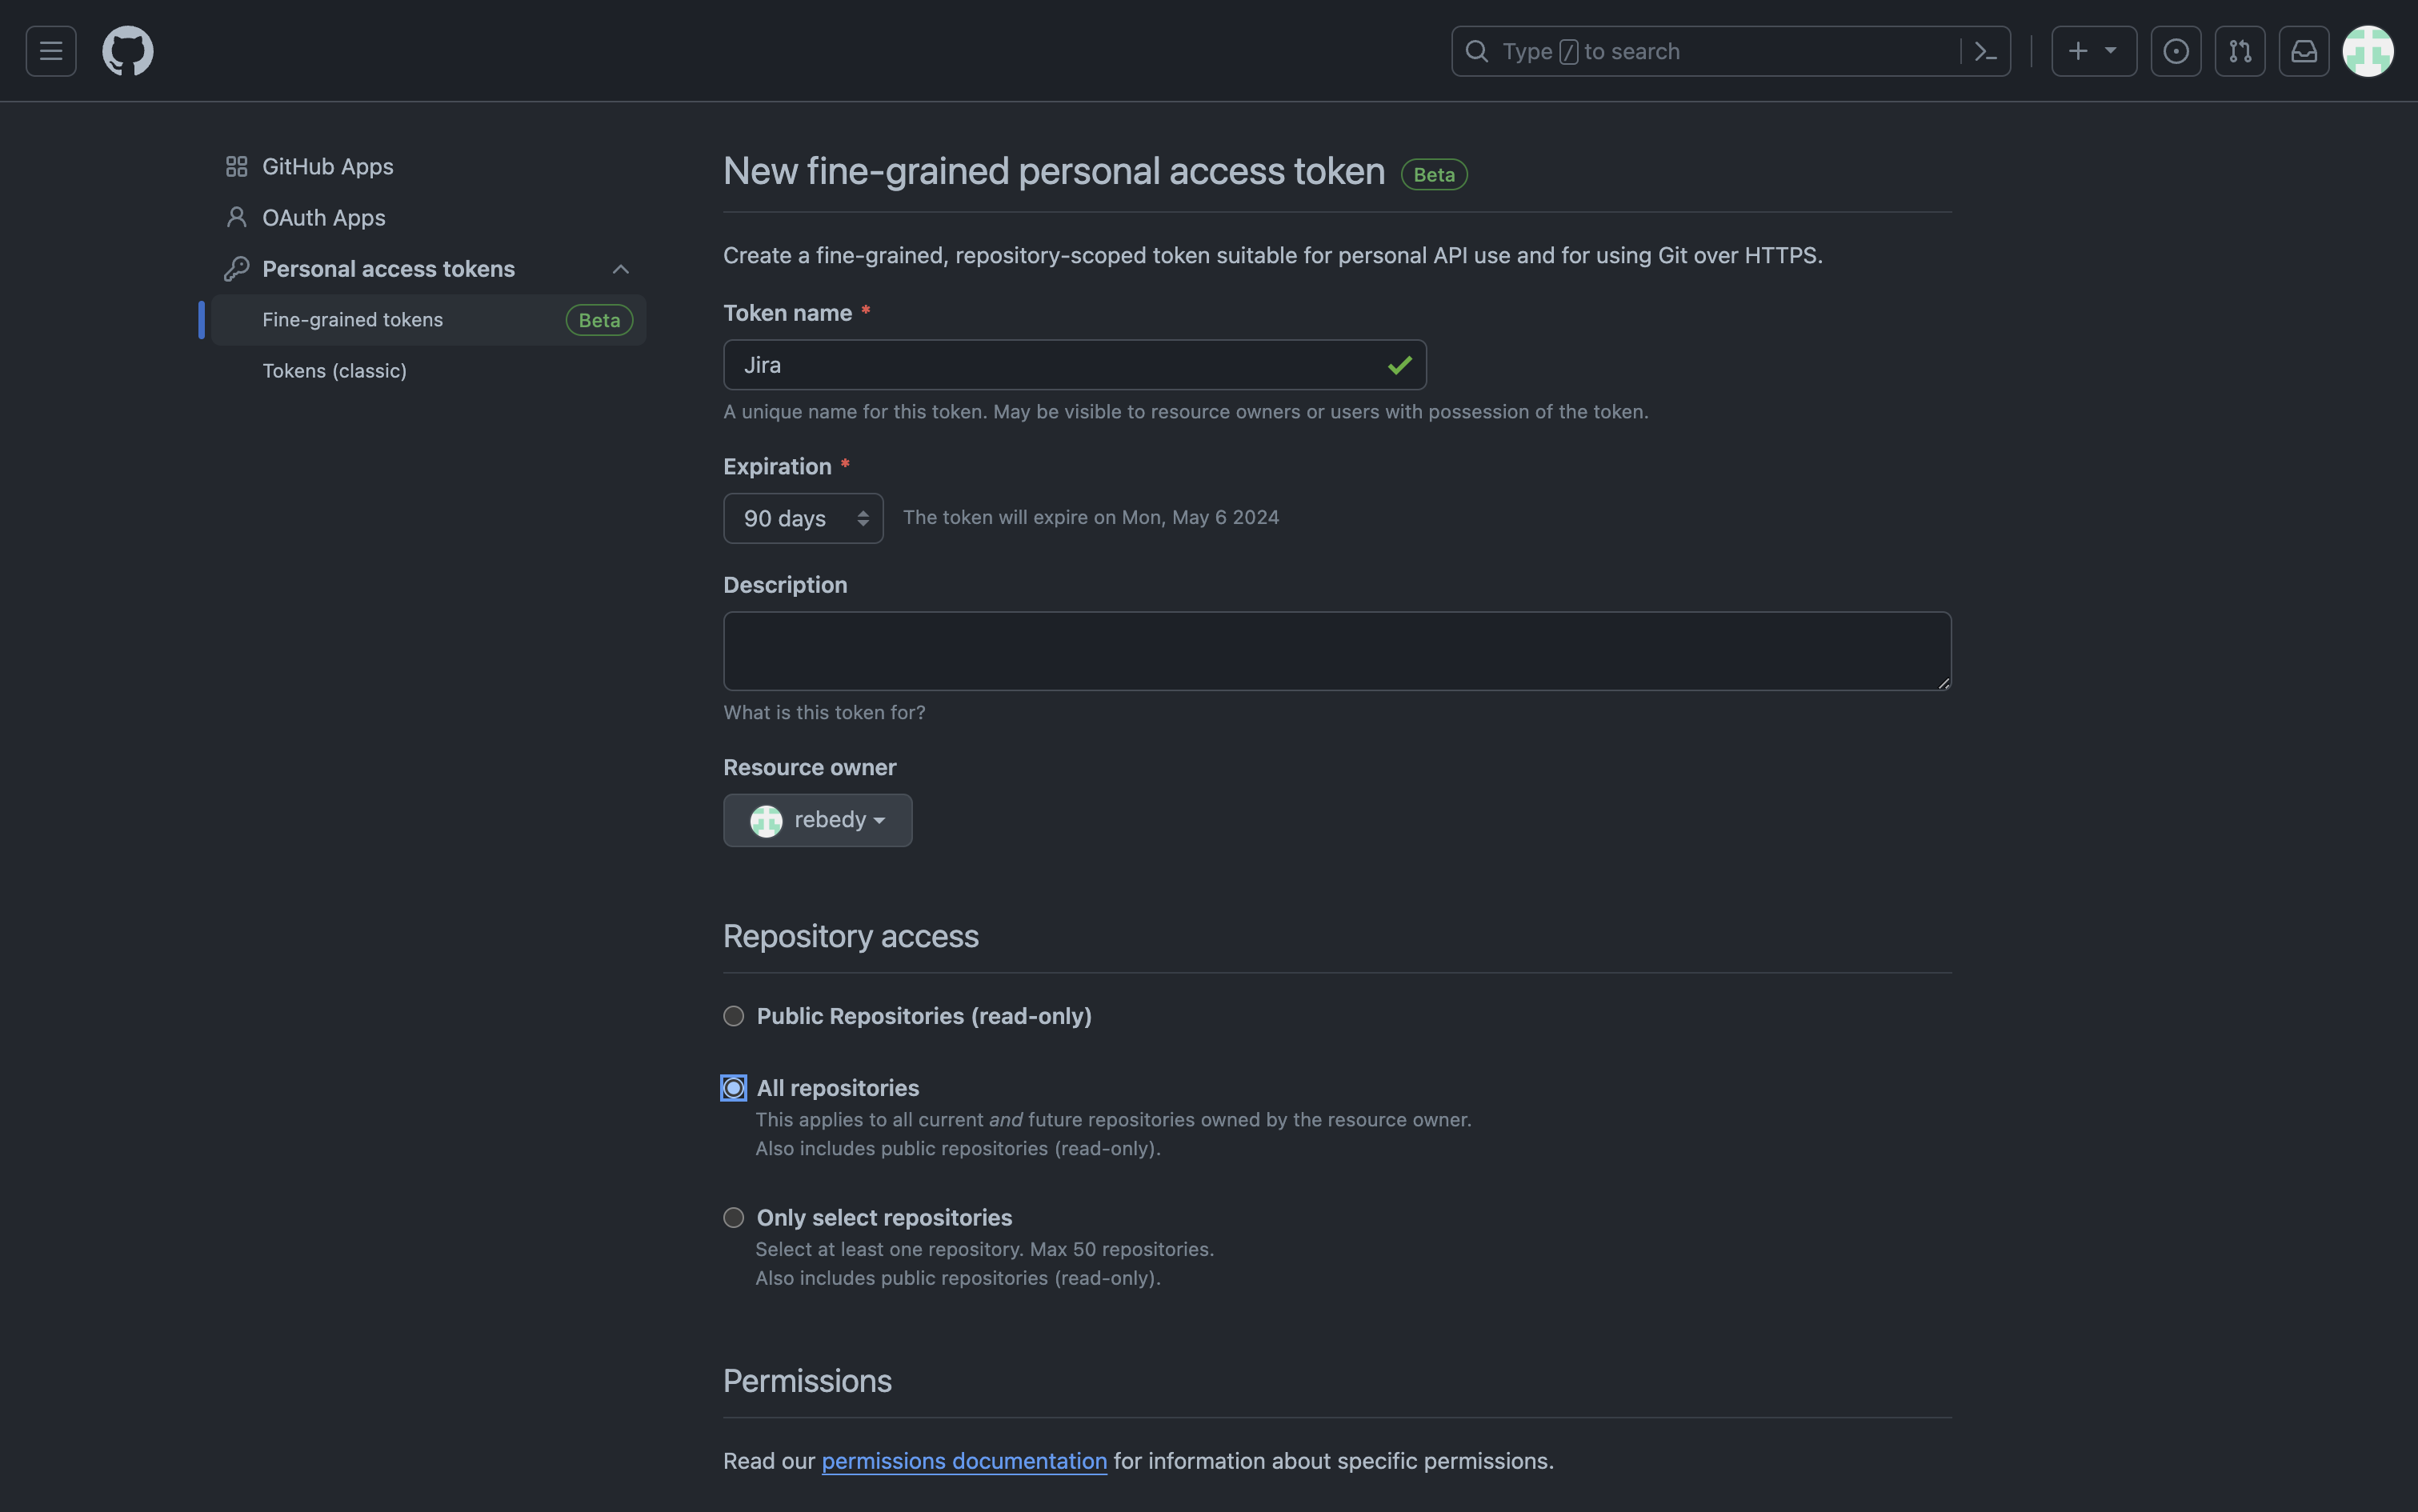 Type / to search
GitHub Apps
OAuth Apps
Personal access tokens
Fine-grained tokens Beta
Tokens (classic)
New fine-grained personal access token Beta
Create a fine-grained, repository-scoped token suitable for personal API use and for using Git over HTTPS.
Token name *
Jira
A unique name for this token. May be visible to resource owners or users with possession of the token.
Expiration *
90 days The token will expire on Mon, May 6 2024
Description
What is this token for?
Resource owner
rebedy
Repository access
Public Repositories (read-only)
All repositories
This applies to all current and future repositories owned by the resource owner.
Also includes public repositories (read-only).
Only select repositories
Select at least one repository. Max 50 repositories.
Also includes public repositories (read-only).
Permissions
Read our permissions documentation for information about specific permissions.